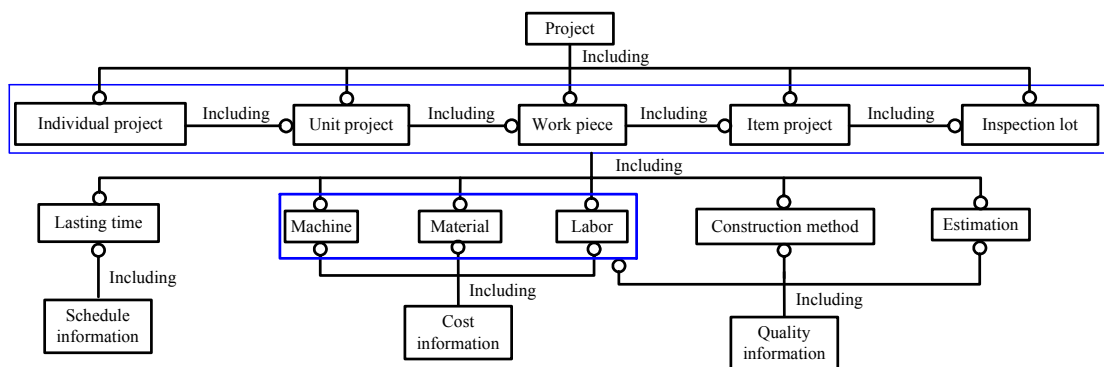 Project
Including
Individual project
Including
Unit project
Including
Work piece
Including
Item project
Including
Inspection lot
Including
Lasting time
Machine
Material
Labor
Construction method
Estimation
Including
Including
Including
Schedule
information
Cost
information
Quality
information